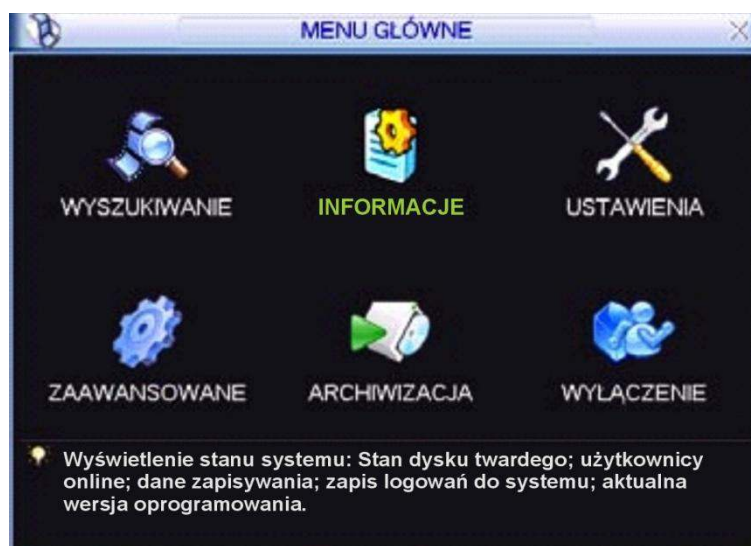 MENU GŁÓWNE
WYSZUKIWANIE
INFORMACJE
USTAWIENIA
ZAAWANSOWANE
ARCHIWIZACJA
WYŁĄCZENIE
Wyświetlenie stanu systemu: Stan dysku twardego; użytkownicy
online; dane zapisywania; zapis logowań do systemu; aktualna
wersja oprogramowania.